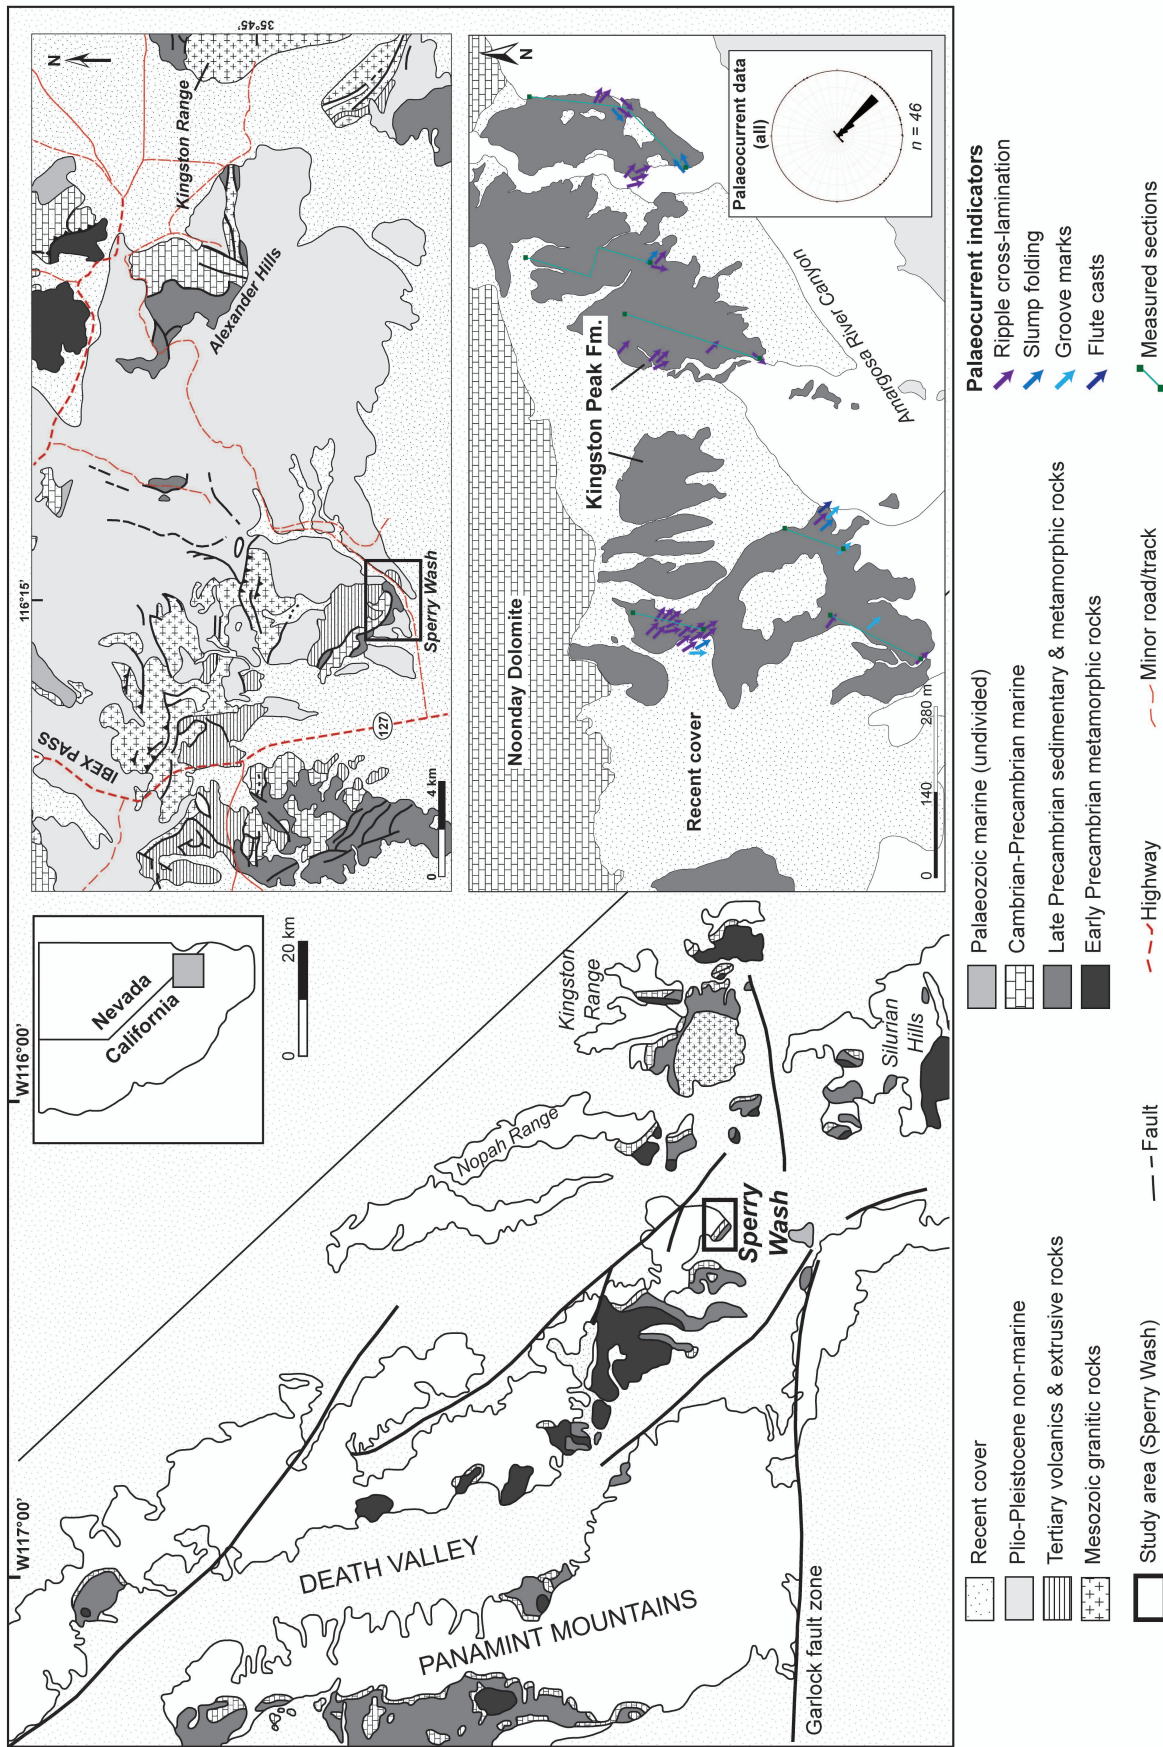 W117°00'
W116°00'
Nevada
California
0
20 km
Nopah Range
Kingston
Range
DEATH VALLEY
PANAMINT MOUNTAINS
Sperry
Wash
Silurian
Hills
Garlock fault zone
116°15'
35°45'
N
IBEX PASS
Kingston Range
Alexander Hills
Sperry Wash
127
0
4 km
N
Noonday Dolomite
Kingston Peak Fm.
Recent cover
Amargosa River Canyon
0
140
280 m
Palaeocurrent data
(all)
n = 46
Recent cover
Plio-Pleistocene non-marine
Tertiary volcanics & extrusive rocks
Mesozoic granitic rocks
Study area (Sperry Wash)
Palaeozoic marine (undivided)
Cambrian-Precambrian marine
Late Precambrian sedimentary & metamorphic rocks
Early Precambrian metamorphic rocks
Fault
Highway
Minor road/track
Palaeocurrent indicators
Ripple cross-lamination
Slump folding
Groove marks
Flute casts
Measured sections